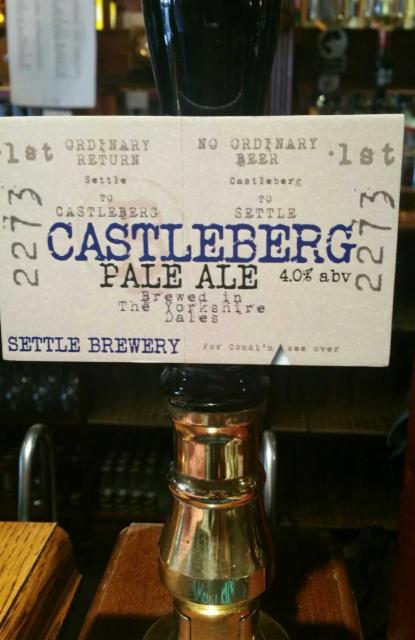 ·1st ORDINARY RETURN
Settle
TO
CASTLEBERG
NO ORDINARY BEER ·1st
Castleberg
TO
SETTLE
2273
2273
CASTLEBERG
PALE ALE 4.0% abv
Brewed in
The Yorkshire
Dales
SETTLE BREWERY
For Condi'n see over